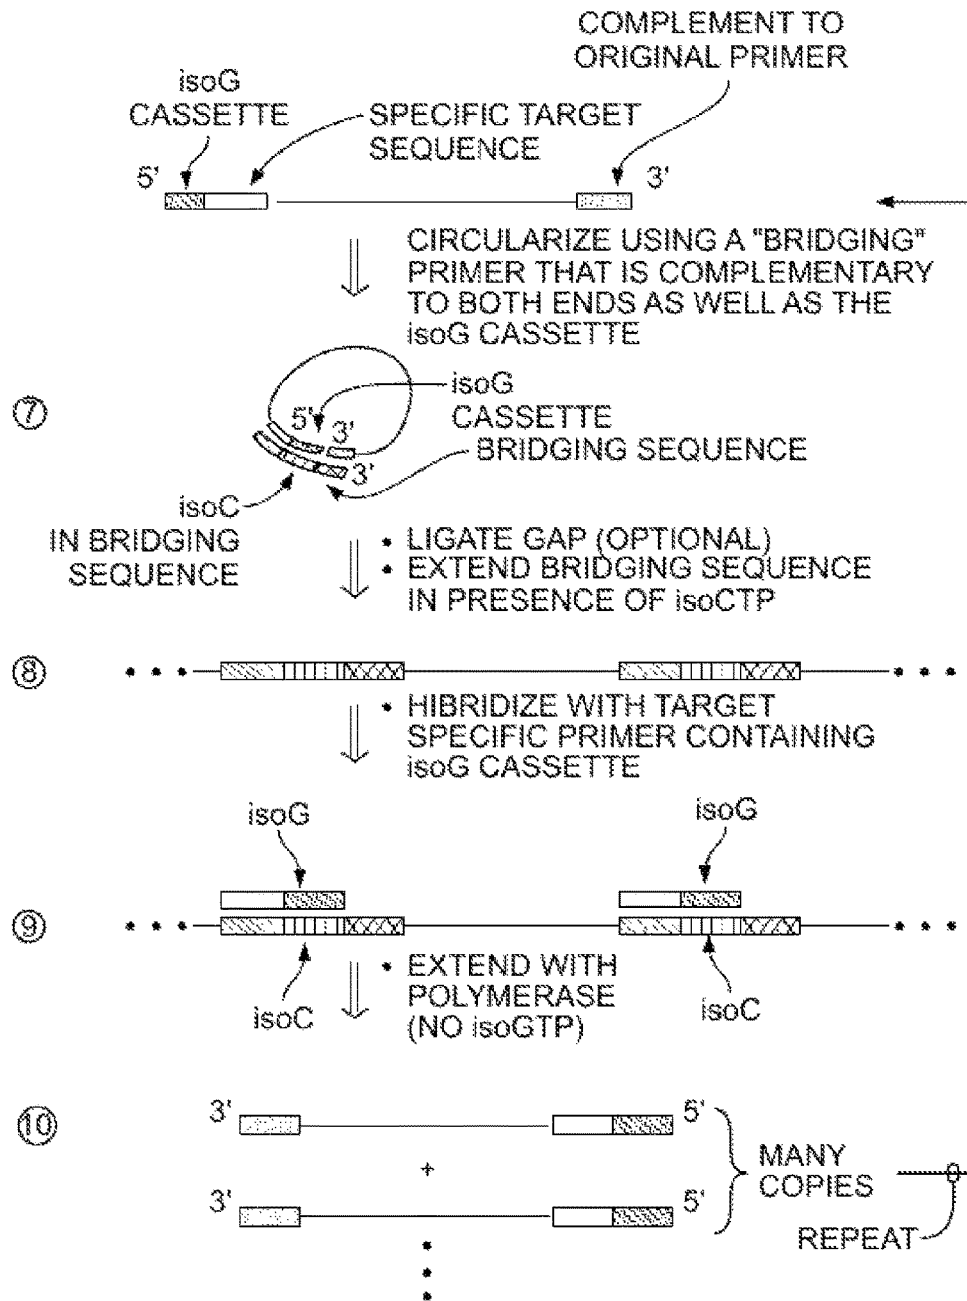 COMPLEMENT TO
ORIGINAL PRIMER
isoG
CASSETTE
SPECIFIC TARGET
SEQUENCE
5'
3'
CIRCULARIZE USING A "BRIDGING"
PRIMER THAT IS COMPLEMENTARY
TO BOTH ENDS AS WELL AS THE
isoG CASSETTE
7
5'
3'
isoG
CASSETTE
BRIDGING SEQUENCE
3'
isoC
IN BRIDGING
SEQUENCE
• LIGATE GAP (OPTIONAL)
• EXTEND BRIDGING SEQUENCE
IN PRESENCE OF isoCTP
8
• HIBRIDIZE WITH TARGET
SPECIFIC PRIMER CONTAINING
isoG CASSETTE
isoG
isoG
9
isoC
• EXTEND WITH
POLYMERASE
(NO isoGTP)
isoC
10
3'
5'
+
MANY
COPIES
3'
5'
REPEAT